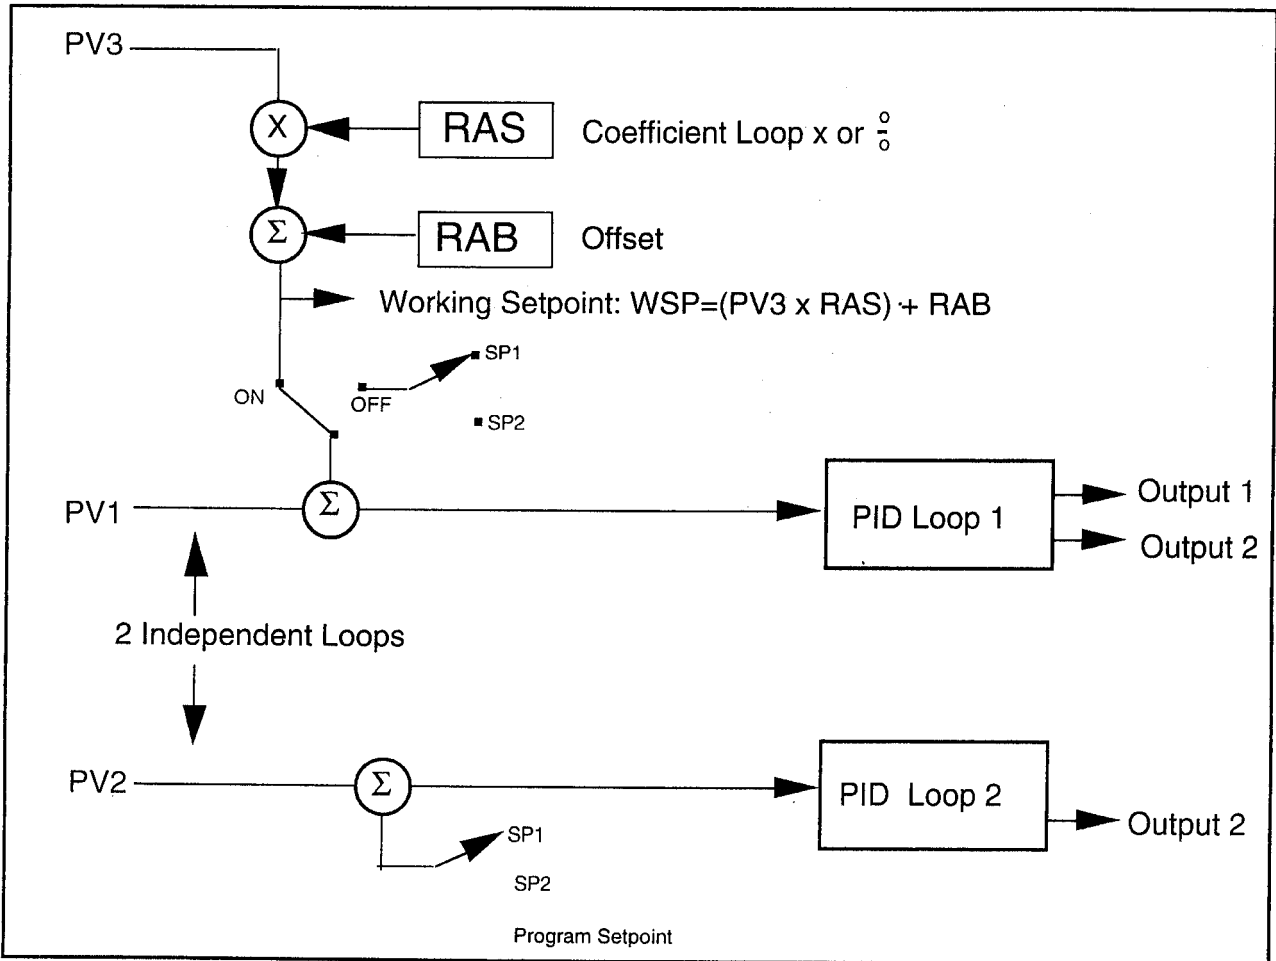 PV3
X
RAS
Coefficient Loop x or %
Σ
RAB
Offset
Working Setpoint: WSP=(PV3 x RAS) + RAB
SP1
ON
OFF
SP2
PV1
Σ
PID Loop 1
Output 1
Output 2
2 Independent Loops
PV2
Σ
PID Loop 2
Output 2
SP1
SP2
Program Setpoint